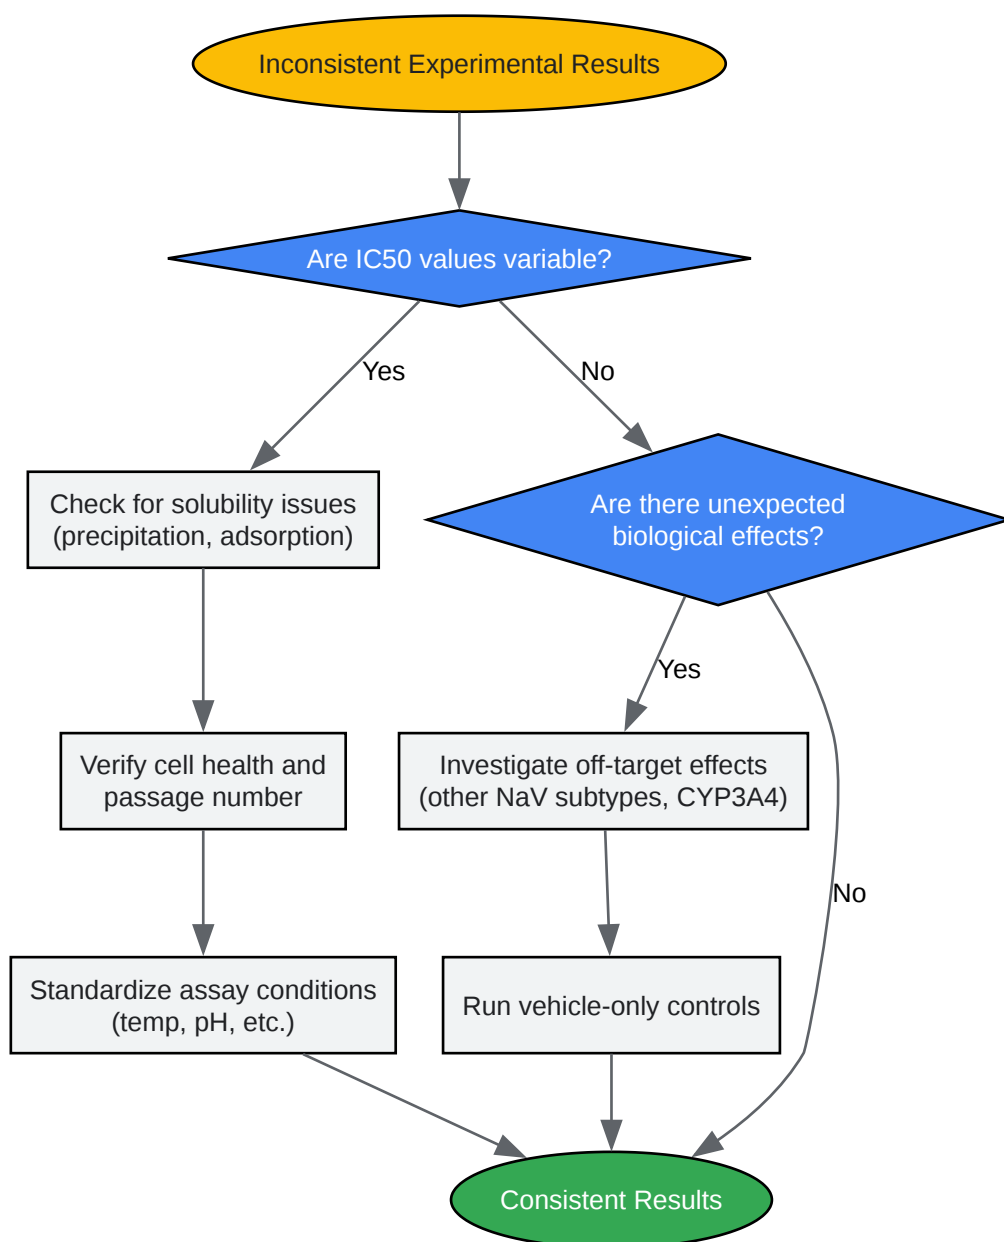 Inconsistent Experimental Results
Are IC50 values variable?
Yes
No
Check for solubility issues
(precipitation, adsorption)
Are there unexpected
biological effects?
Yes
Verify cell health and
passage number
Investigate off-target effects
(other NaV subtypes, CYP3A4)
No
Standardize assay conditions
(temp, pH, etc.)
Run vehicle-only controls
Consistent Results